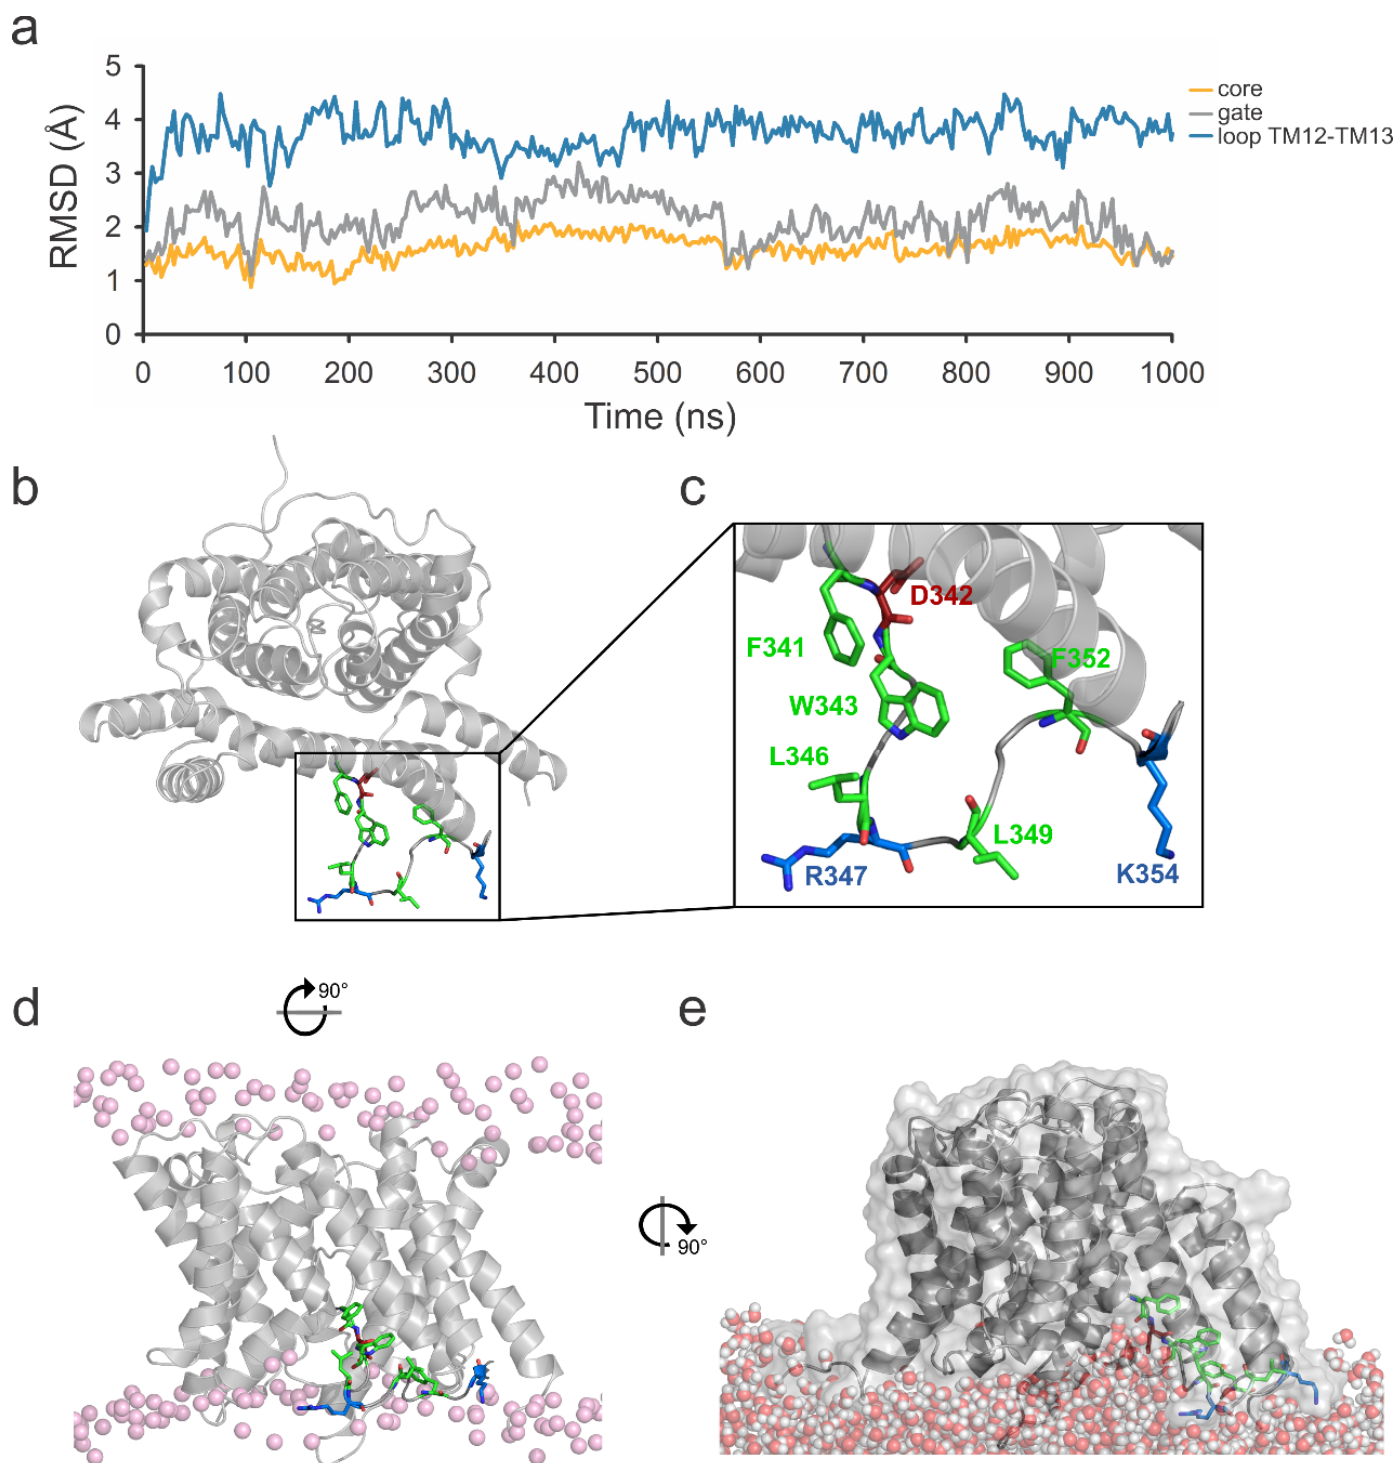 a
RMSD (Å)
5
4
3
2
1
0
0 100 200 300 400 500 600 700 800 900 1000
Time (ns)
core
gate
loop TM12-TM13
b
c
D342
F341
F352
W343
L346
L349
R347
K354
d
90°
e
90°